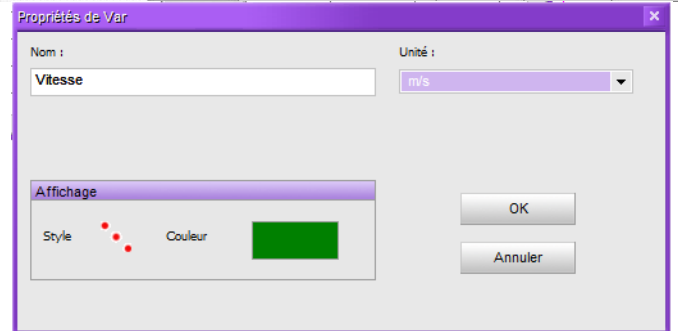 Propriétés de Var
Nom :
Unité :
Vitesse
m/s
Affichage
Style
Couleur
OK
Annuler